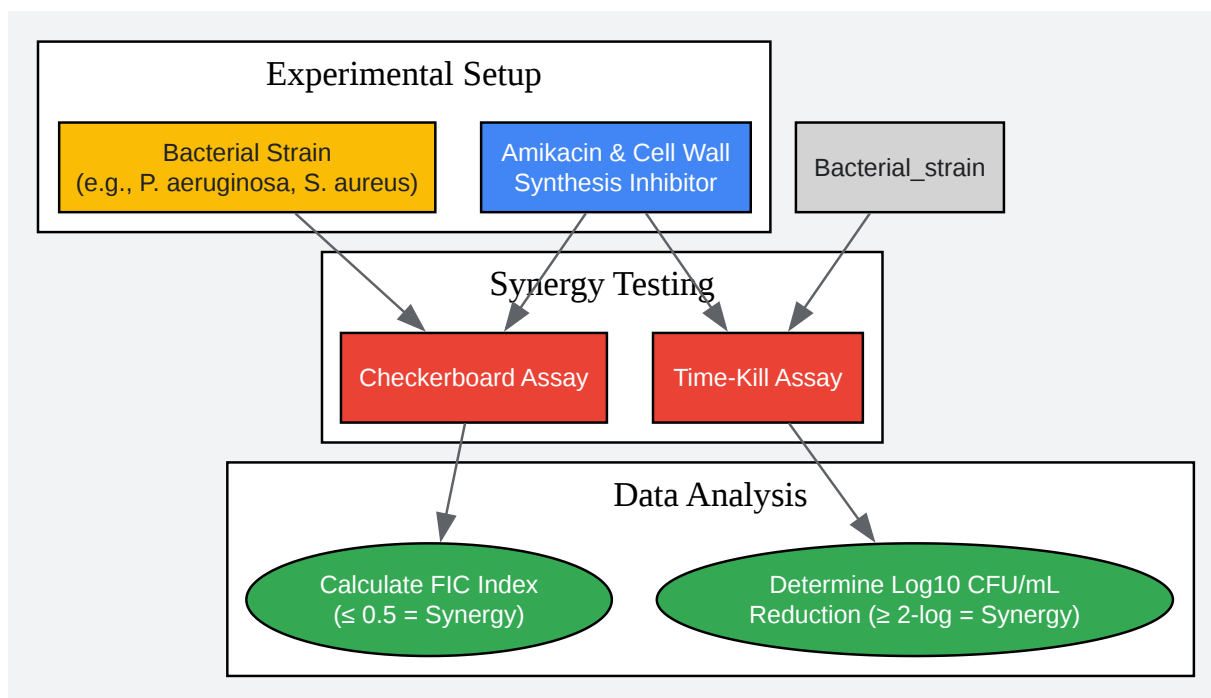 Experimental Setup
Bacterial Strain
(e.g., P. aeruginosa, S. aureus)
Amikacin & Cell Wall
Synthesis Inhibitor
Bacterial_strain
Synergy Testing
Checkerboard Assay
Time-Kill Assay
Data Analysis
Calculate FIC Index
(≤ 0.5 = Synergy)
Determine Log10 CFU/mL
Reduction (≥ 2-log = Synergy)